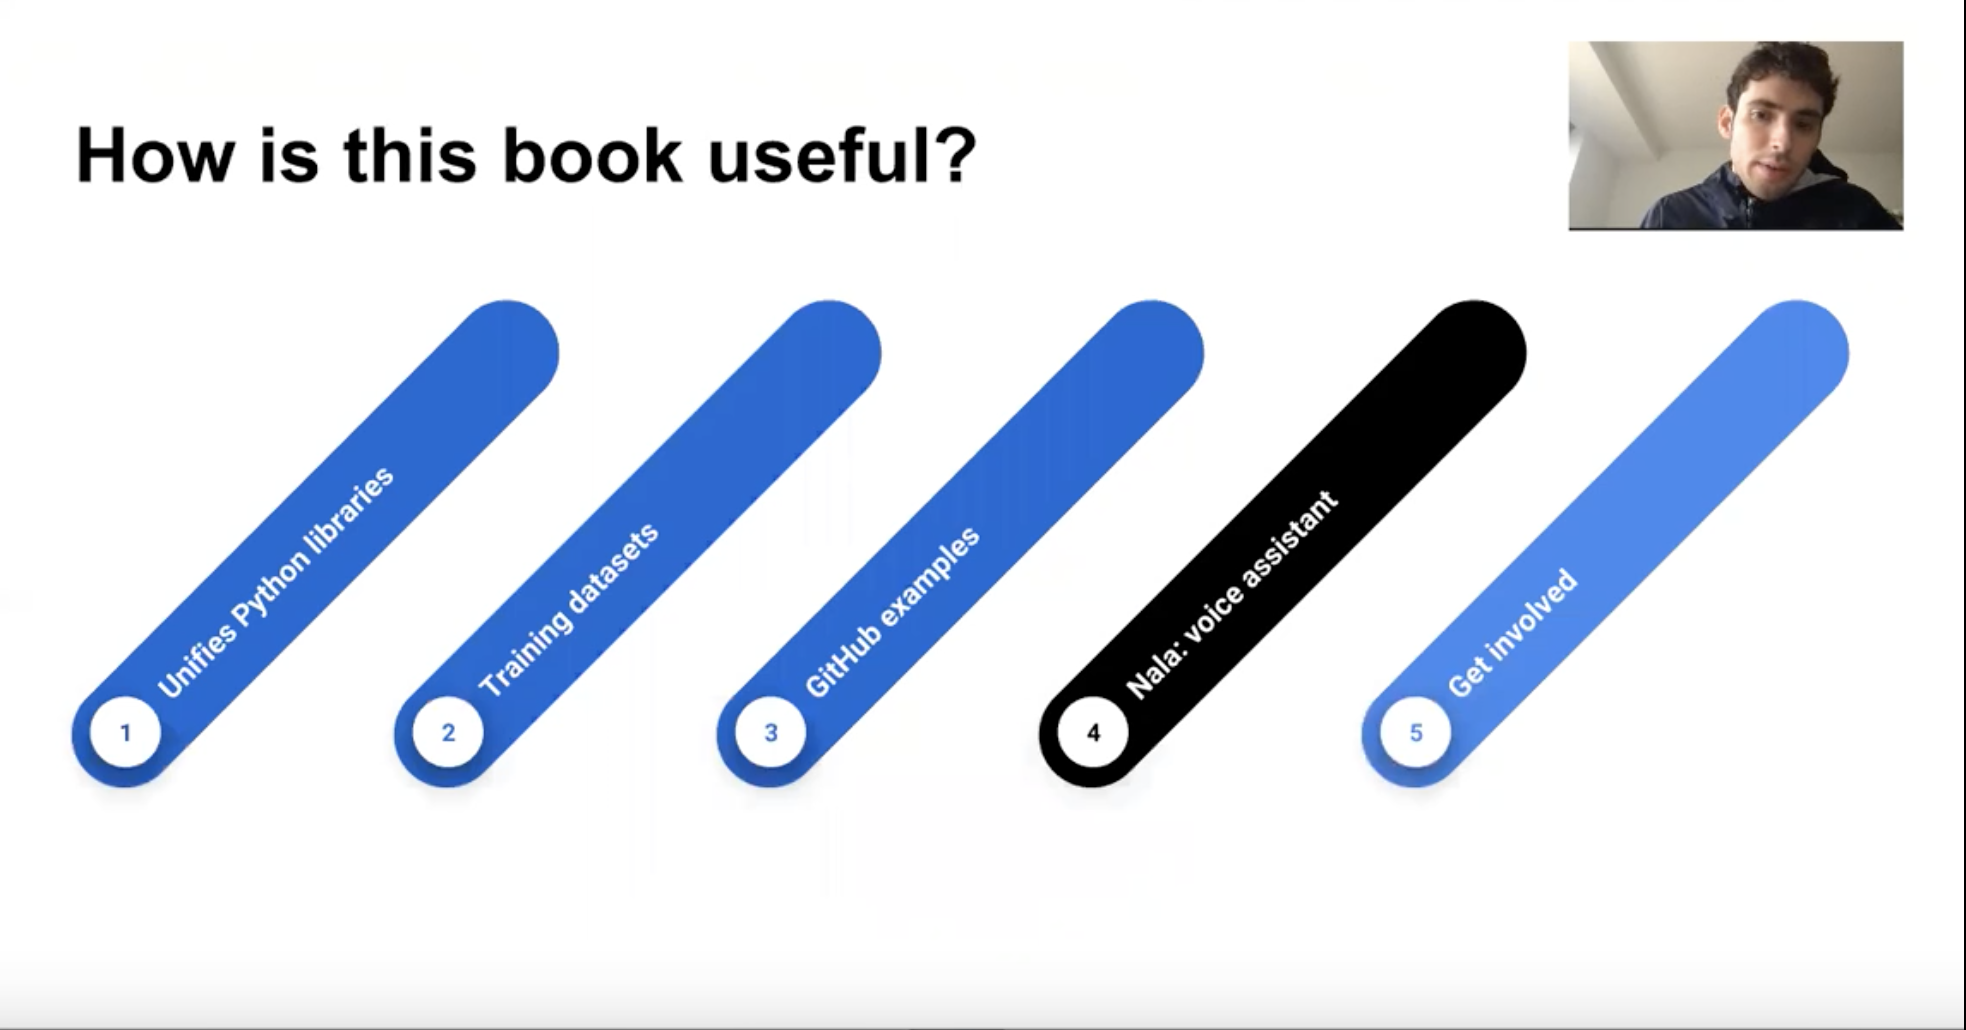 How is this book useful?
1 Unifies Python libraries
2 Training datasets
3 GitHub examples
4 Nala: voice assistant
5 Get involved